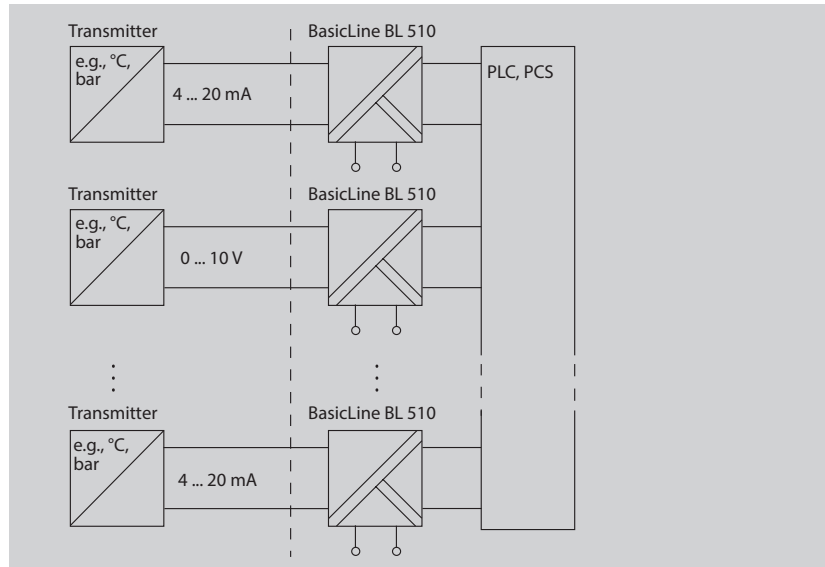 Transmitter
BasicLine BL 510
e.g., °C,
bar
4 ... 20 mA
PLC, PCS
Transmitter
BasicLine BL 510
e.g., °C,
bar
0 ... 10 V
Transmitter
BasicLine BL 510
e.g., °C,
bar
4 ... 20 mA